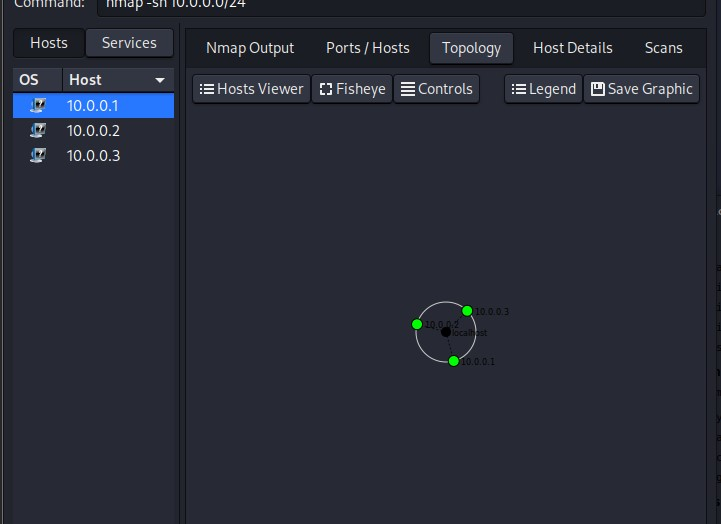 Command: nmap -sn 10.0.0.0/24
Hosts Services
Nmap Output Ports / Hosts Topology Host Details Scans
OS Host
Hosts Viewer Fisheye Controls Legend Save Graphic
10.0.0.1
10.0.0.2
10.0.0.3
10.0.0.3
10.0.0.2
localhost
10.0.0.1